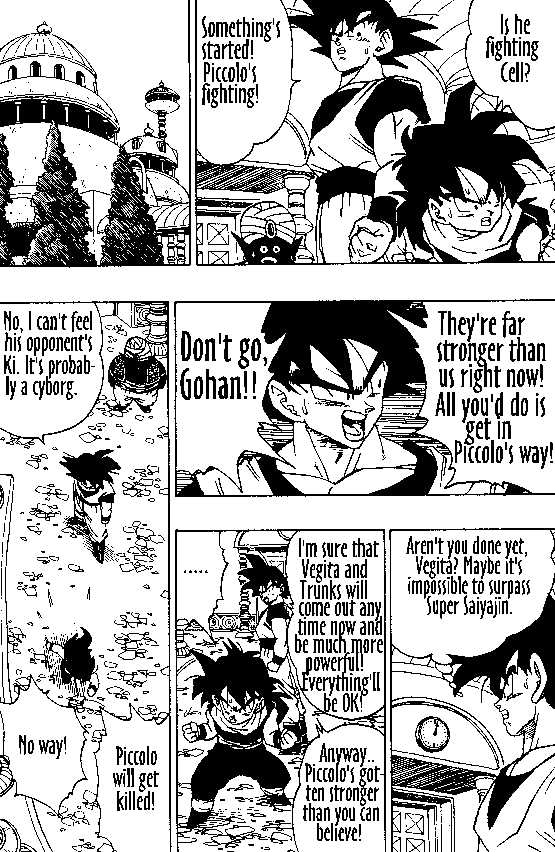 Something's
started!
Piccolo's
fighting!
Is he
fighting
Cell?
No, I can't feel
his opponent's
Ki. It's probab-
ly a cyborg.
No way!
Piccolo
will get
killed!
Don't go,
Gohan!!
They're far
stronger than
us right now!
All you'd do is
get in
Piccolo's way!
.....
I'm sure that
Vegita and
Trunks will
come out any
time now and
be much more
powerful!
Everything'll
be OK!
Anyway..
Piccolo's got-
ten stronger
than you can
believe!
Aren't you done yet,
Vegita? Maybe it's
impossible to surpass
Super Saiyajin.